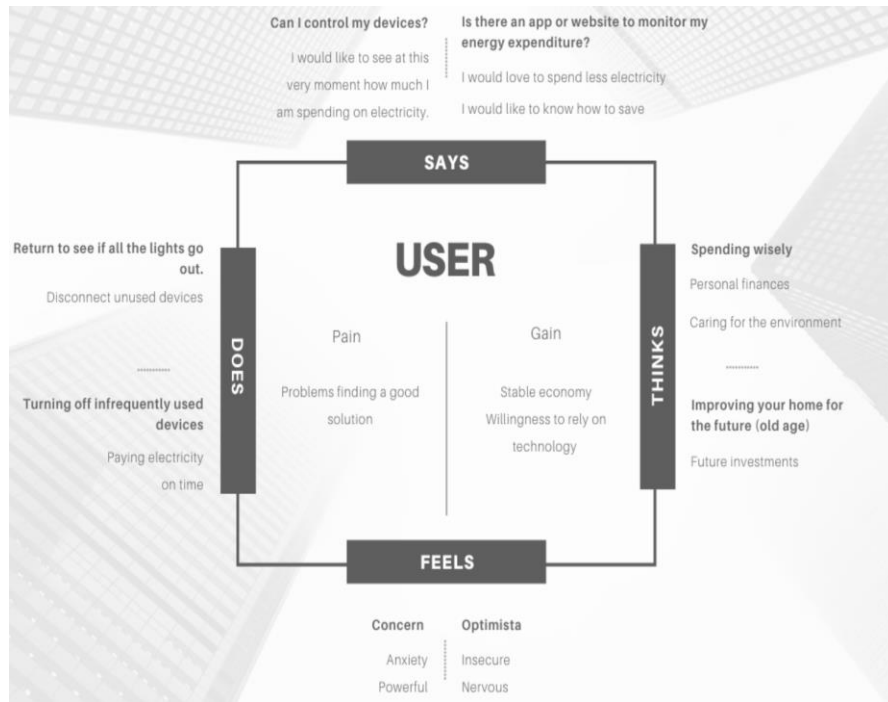 Can I control my devices?
I would like to see at this
very moment how much I
am spending on electricity.
Is there an app or website to monitor my
energy expenditure?
I would love to spend less electricity
I would like to know how to save
SAYS
Return to see if all the lights go
out.
Disconnect unused devices
Turning off infrequently used
devices
Paying electricity
on time
DOES
USER
Pain
Problems finding a good
solution
Gain
Stable economy
Willingness to rely on
technology
THINKS
Spending wisely
Personal finances
Caring for the environment
Improving your home for
the future (old age)
Future investments
FEELS
Concern
Anxiety
Powerful
Optimista
Insecure
Nervous